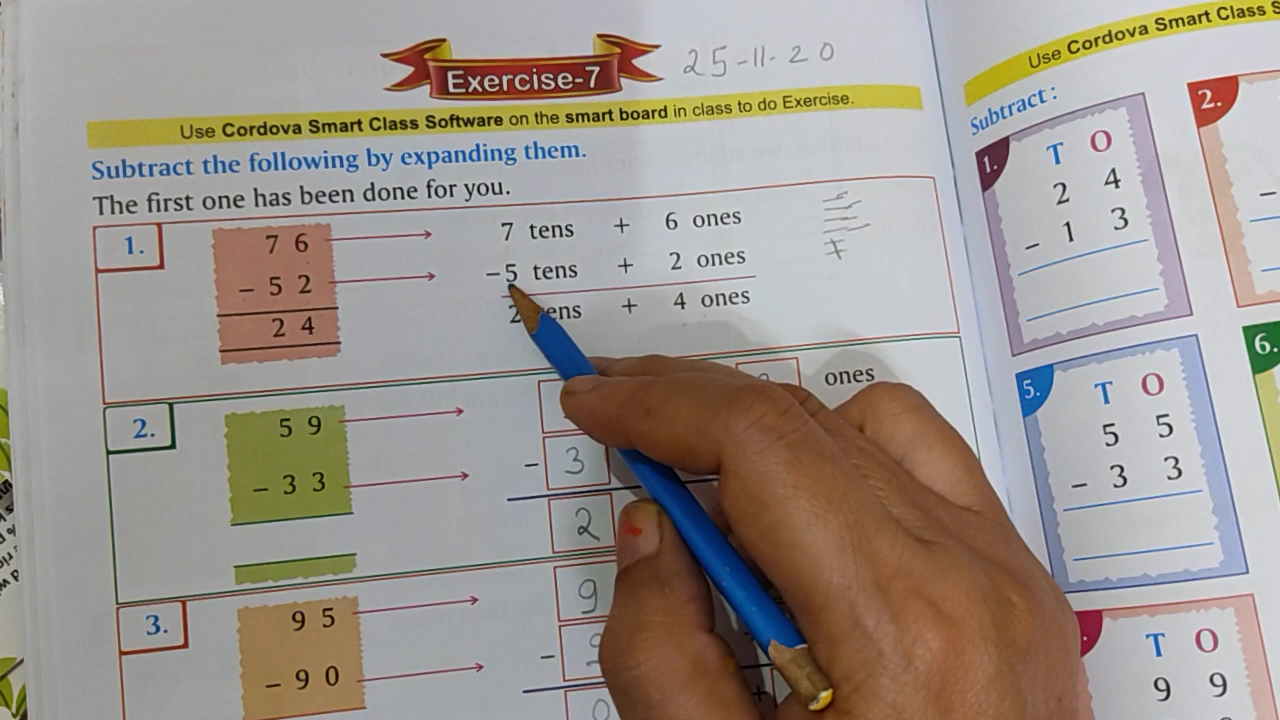 Exercise-7
25-11-20
Use Cordova Smart Class Software on the smart board in class to do Exercise.
Subtract the following by expanding them.
The first one has been done for you.
1.
7 6
7 tens + 6 ones
- 5 2
-5 tens + 2 ones
2 4
2 tens + 4 ones
2.
5 9
ones
- 3 3
- 3
2
3.
9 5
9
- 9 0
- 9
0
+
Use Cordova Smart Class S
Subtract :
1.
T O
2 4
- 1 3
2.
-
5.
T O
5 5
- 3 3
6.
T O
9 9